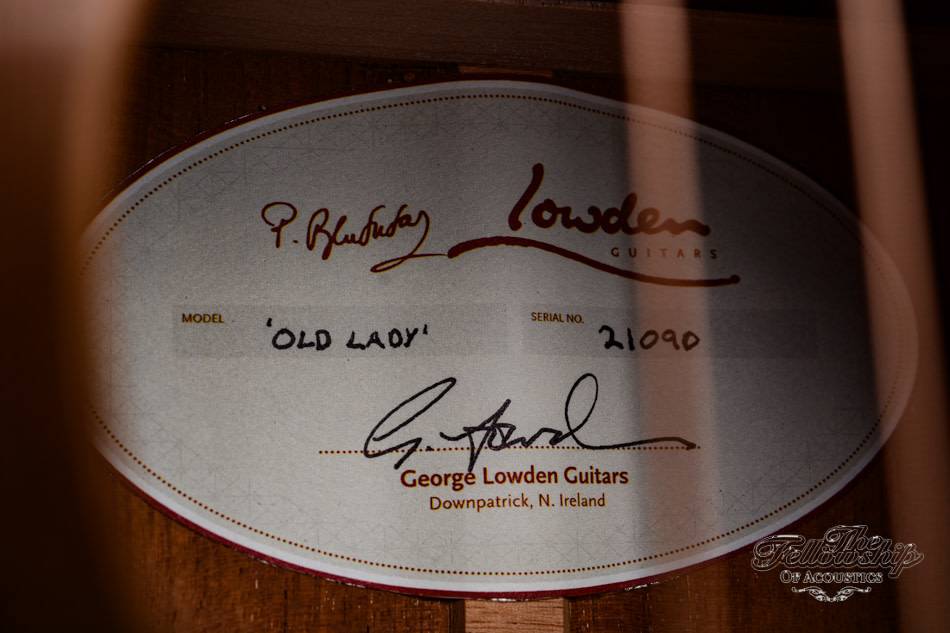 Lowden
GUITARS
MODEL 'OLD LADY' SERIAL NO. 21090
George Lowden Guitars
Downpatrick, N. Ireland
The
Fellowship
OF ACOUSTICS